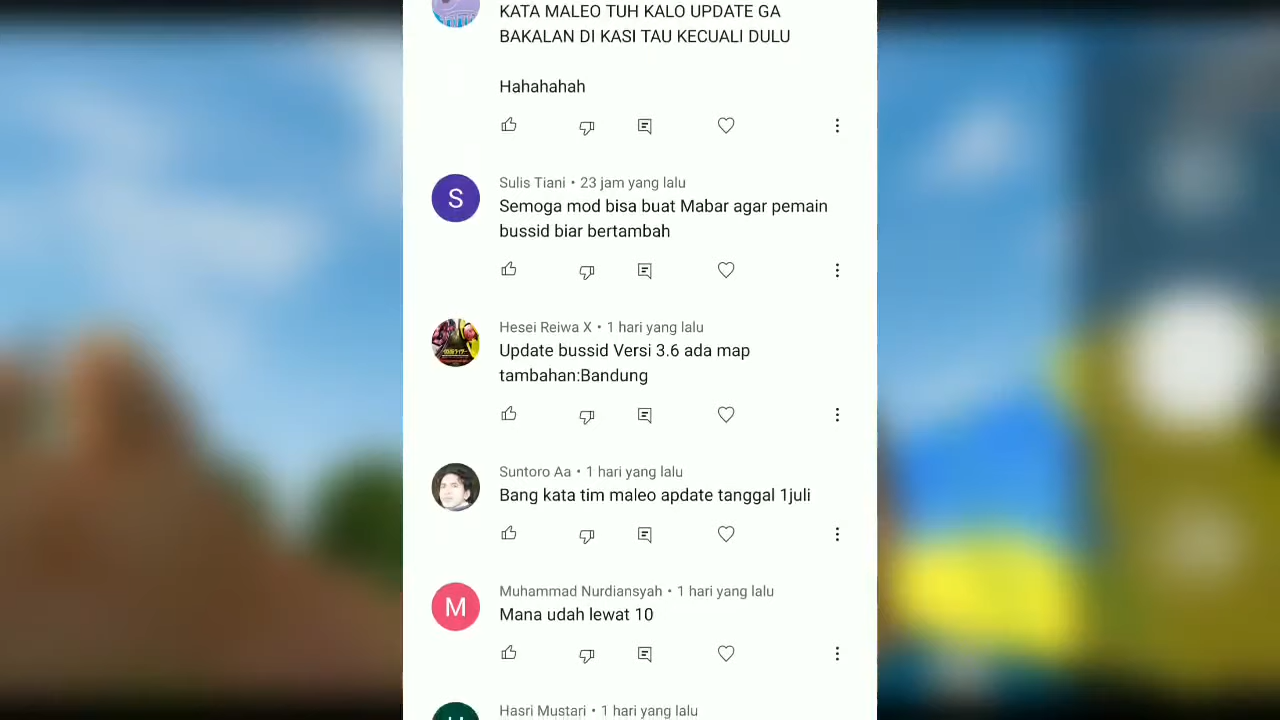 KATA MALEO TUH KALO UPDATE GA
BAKALAN DI KASI TAU KECUALI DULU
Hahahahah
S
Sulis Tiani • 23 jam yang lalu
Semoga mod bisa buat Mabar agar pemain
bussid biar bertambah
Hesei Reiwa X • 1 hari yang lalu
Update bussid Versi 3.6 ada map
tambahan:Bandung
Suntoro Aa • 1 hari yang lalu
Bang kata tim maleo apdate tanggal 1juli
M
Muhammad Nurdiansyah • 1 hari yang lalu
Mana udah lewat 10
Hasri Mustari • 1 hari yang lalu